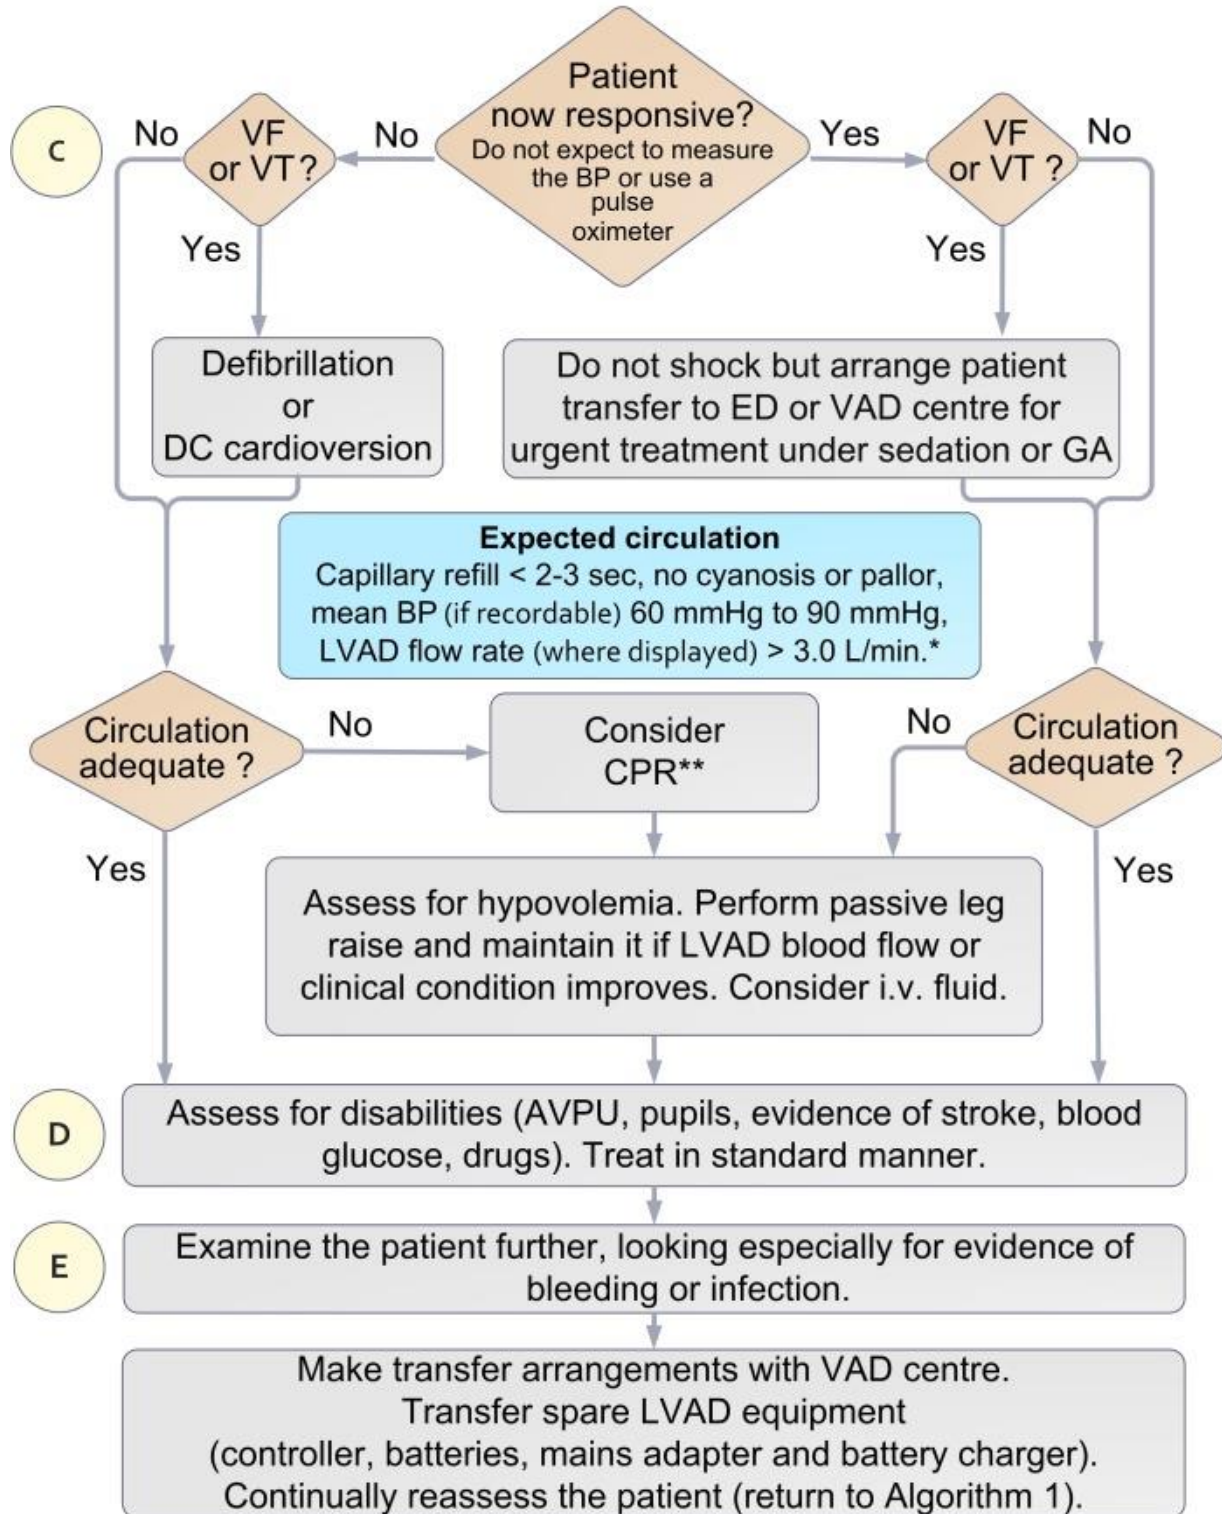 Patient
now responsive?
Do not expect to measure
the BP or use a
pulse
oximeter
C
No
VF
or VT ?
No
Yes
VF
or VT ?
No
Yes
Yes
Defibrillation
or
DC cardioversion
Do not shock but arrange patient
transfer to ED or VAD centre for
urgent treatment under sedation or GA
Expected circulation
Capillary refill < 2-3 sec, no cyanosis or pallor,
mean BP (if recordable) 60 mmHg to 90 mmHg,
LVAD flow rate (where displayed) > 3.0 L/min.*
Circulation
adequate ?
No
Consider
CPR**
No
Circulation
adequate ?
Yes
Yes
Assess for hypovolemia. Perform passive leg
raise and maintain it if LVAD blood flow or
clinical condition improves. Consider i.v. fluid.
D
Assess for disabilities (AVPU, pupils, evidence of stroke, blood
glucose, drugs). Treat in standard manner.
E
Examine the patient further, looking especially for evidence of
bleeding or infection.
Make transfer arrangements with VAD centre.
Transfer spare LVAD equipment
(controller, batteries, mains adapter and battery charger).
Continually reassess the patient (return to Algorithm 1).